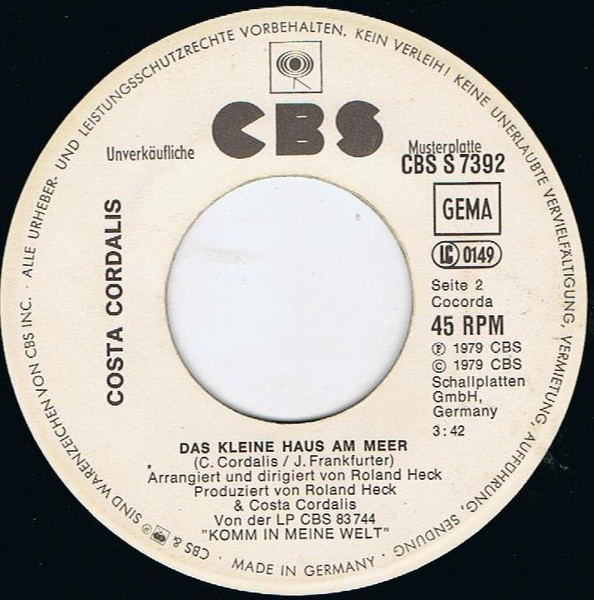 ALLE URHEBER- UND LEISTUNGSSCHUTZRECHTE VORBEHALTEN. KEIN VERLEIH! KEINE UNERLAUBTE VERVIELFÄLTIGUNG, VERMIETUNG, AUFFÜHRUNG, SENDUNG
CBS
Unverkäufliche
Musterplatte
CBS S 7392
GEMA
LC 0149
Seite 2
Cocorda
45 RPM
℗ 1979 CBS
© 1979 CBS
Schallplatten
GmbH,
Germany
3:42
COSTA CORDALIS
DAS KLEINE HAUS AM MEER
(C. Cordalis / J. Frankfurter)
Arrangiert und dirigiert von Roland Heck
Produziert von Roland Heck
& Costa Cordalis
Von der LP CBS 83 744
"KOMM IN MEINE WELT"
· MADE IN GERMANY ·
CBS & SIND WARENZEICHEN VON CBS INC. ·